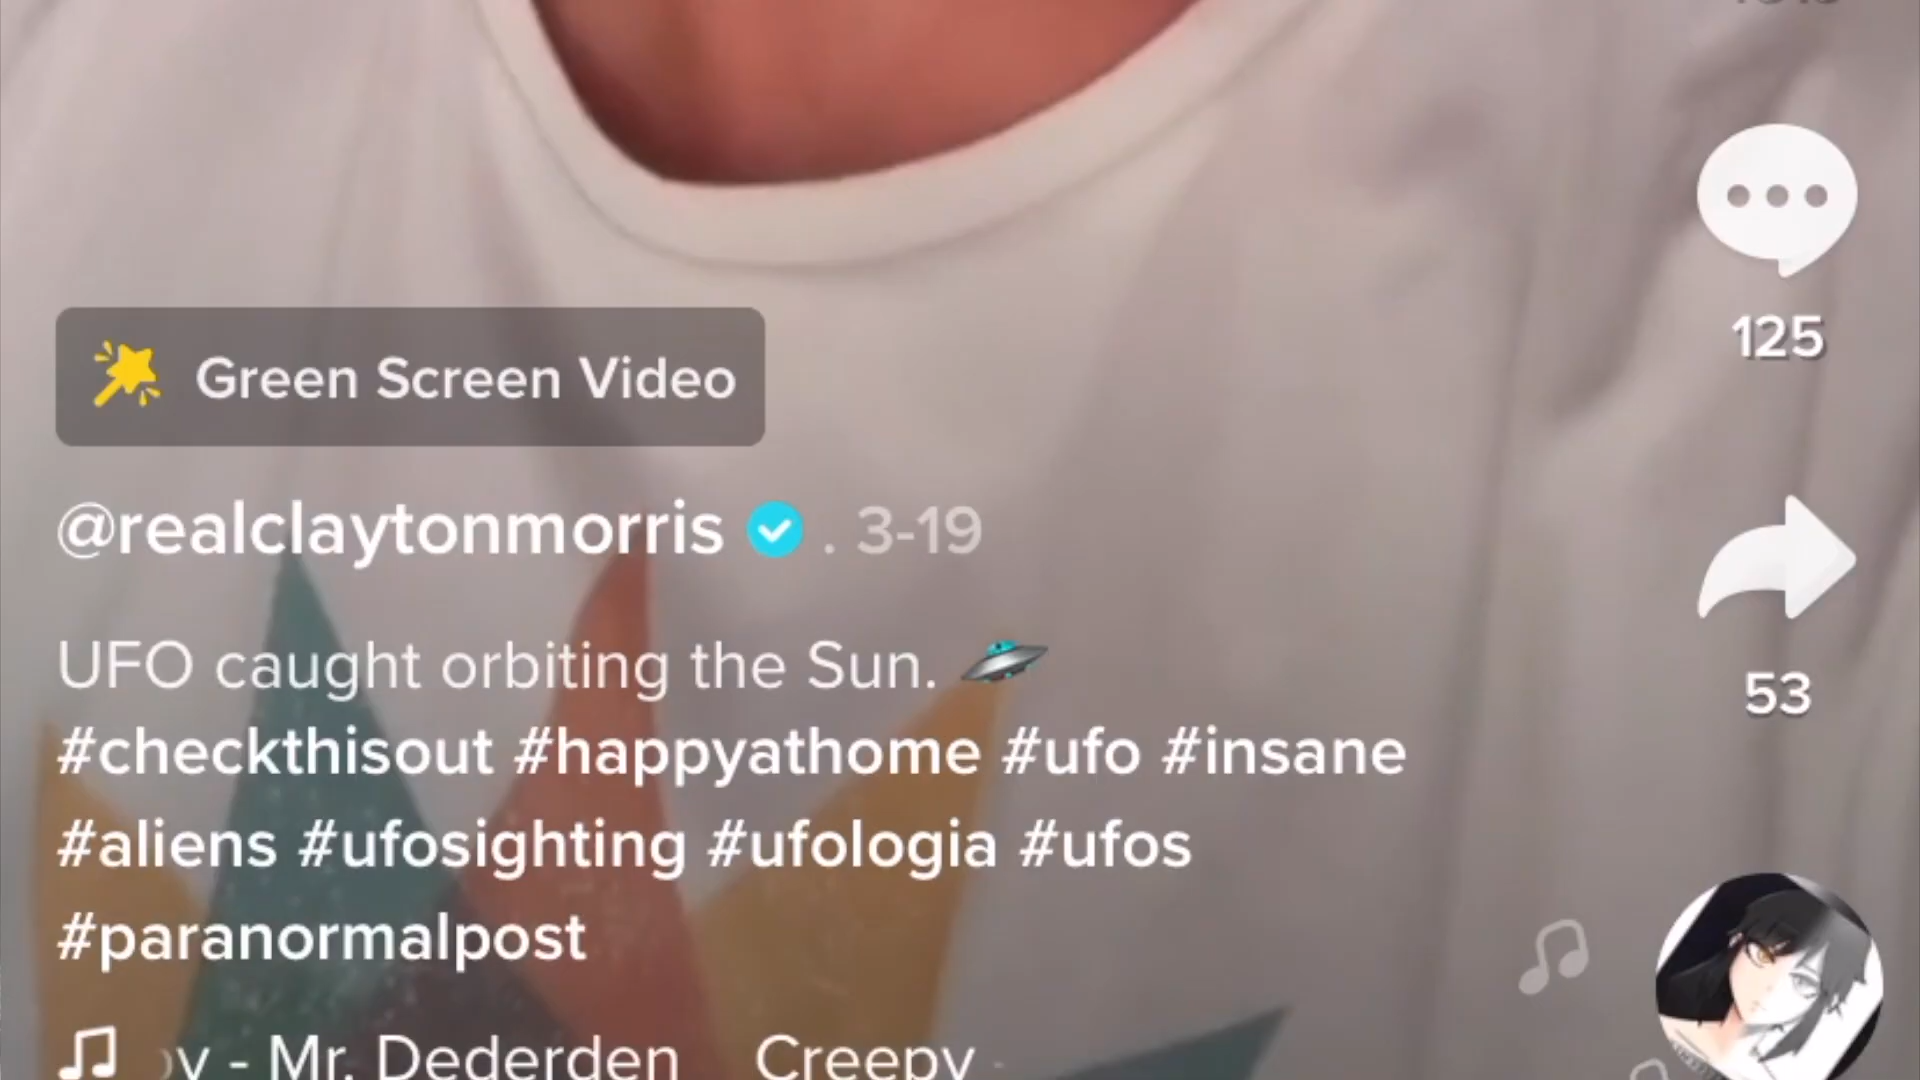 125
Green Screen Video
@realclaytonmorris . 3-19
UFO caught orbiting the Sun. 🛸
53
#checkthisout #happyathome #ufo #insane
#aliens #ufosighting #ufologia #ufos
#paranormalpost
- Mr. Dederden Creepy -